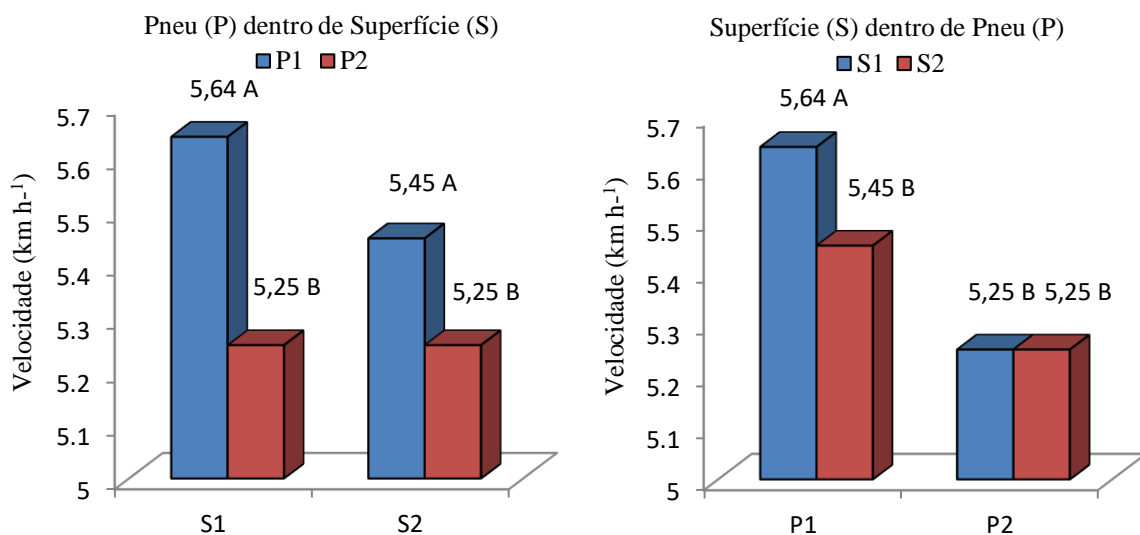 Pneu (P) dentro de Superfície (S)
P1 P2
5,64 A
5,45 A
5,25 B
5,25 B
5.7
5.6
5.5
5.4
5.3
5.2
5.1
5
Velocidade (km h-¹)
S1 S2
Superfície (S) dentro de Pneu (P)
S1 S2
5,64 A
5,45 B
5,25 B 5,25 B
5.7
5.6
5.5
5.4
5.3
5.2
5.1
5
Velocidade (km h-¹)
P1 P2